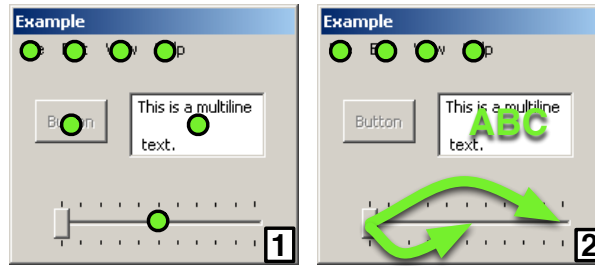 Example
This is a multiline
text.
1
Example
Button
This is a multiline
ABC
text.
2